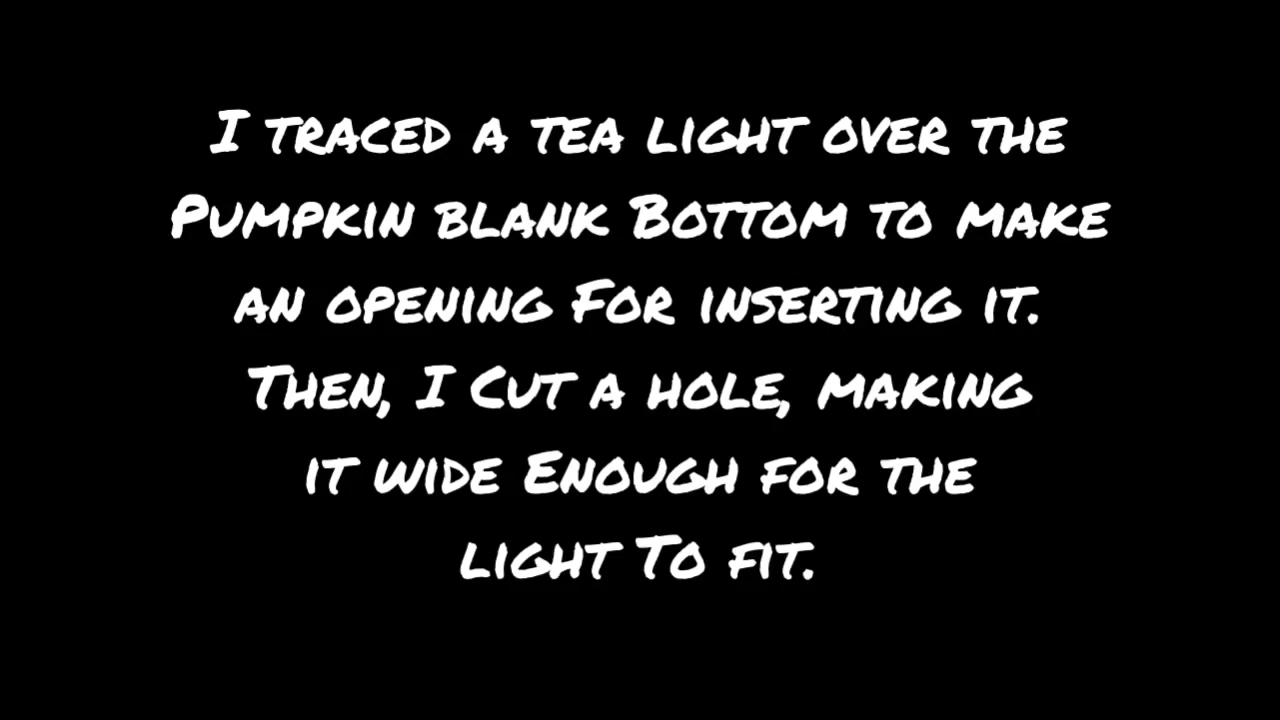 I traced a tea light over the
Pumpkin blank Bottom to make
an opening For inserting it.
Then, I Cut a hole, making
it wide Enough for the
light To fit.